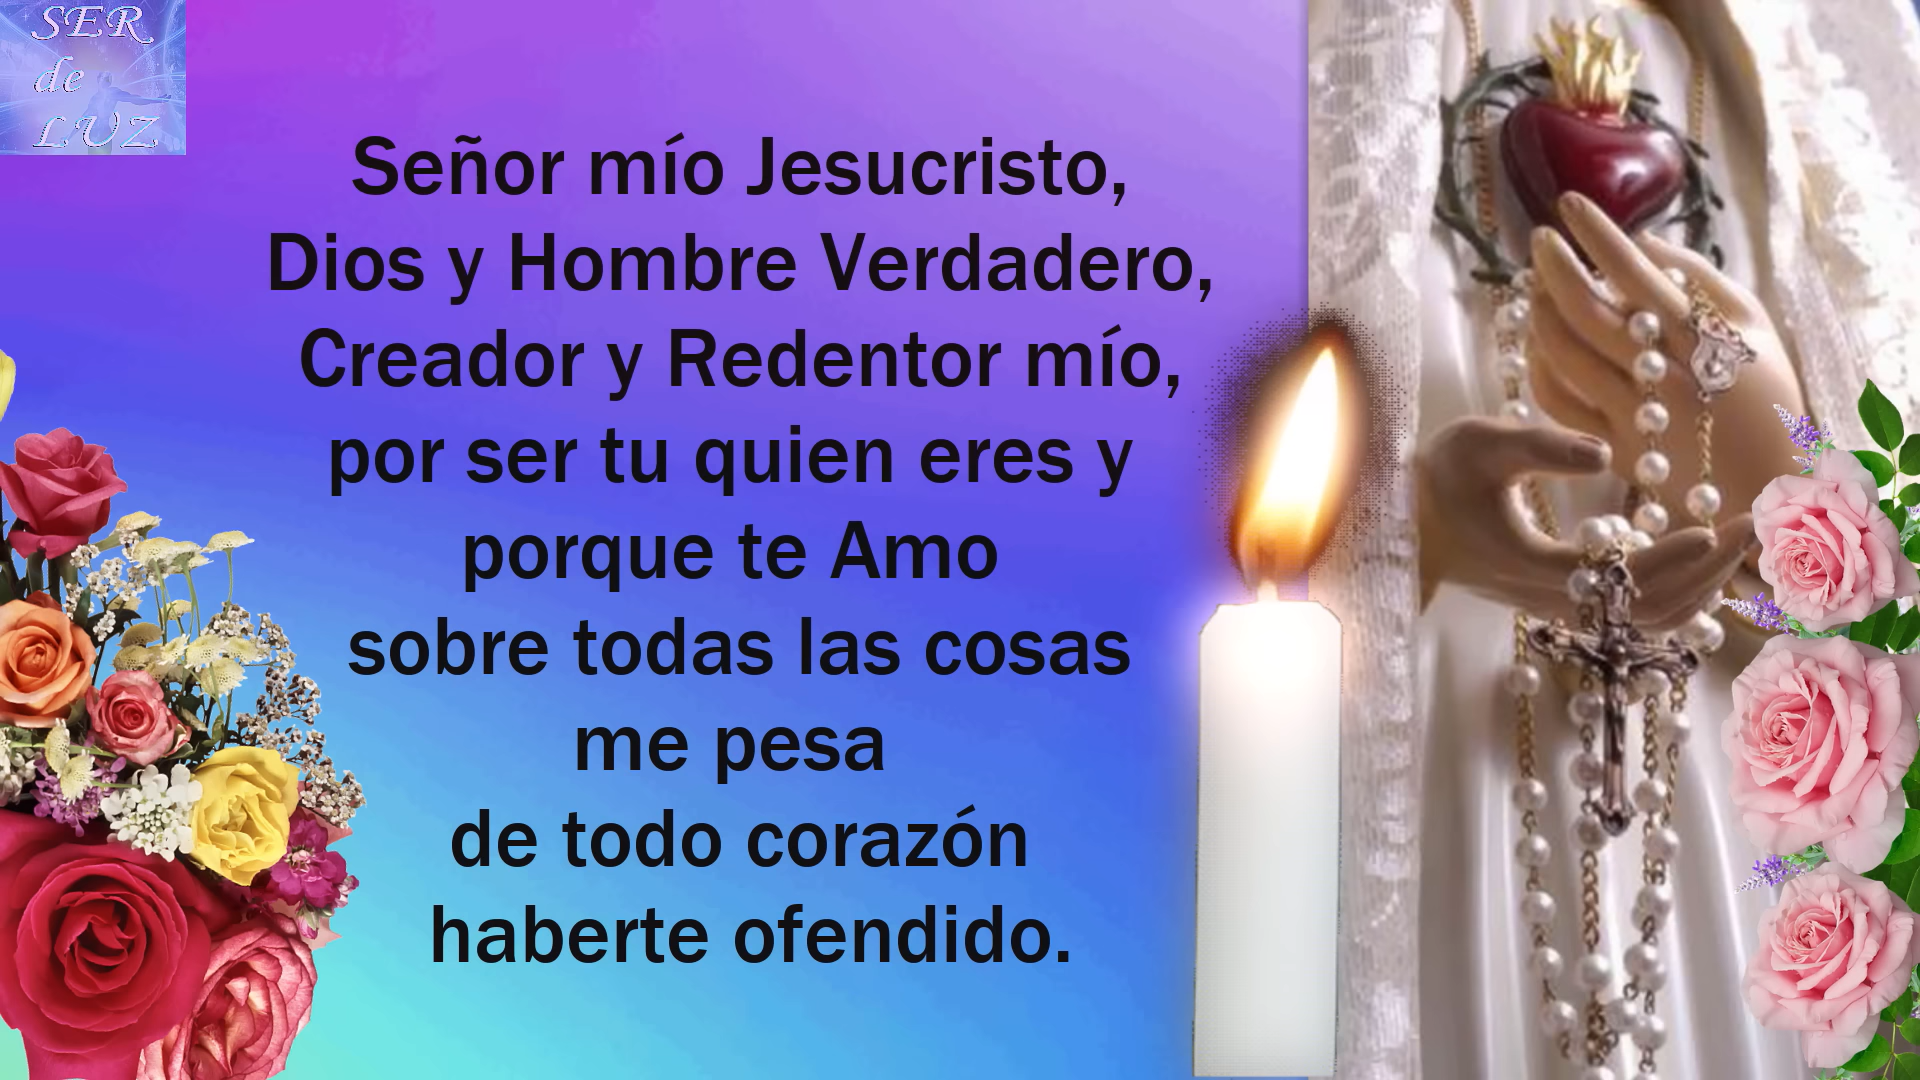 SER
de
LUZ
Señor mío Jesucristo,
Dios y Hombre Verdadero,
Creador y Redentor mío,
por ser tu quien eres y
porque te Amo
sobre todas las cosas
me pesa
de todo corazón
haberte ofendido.